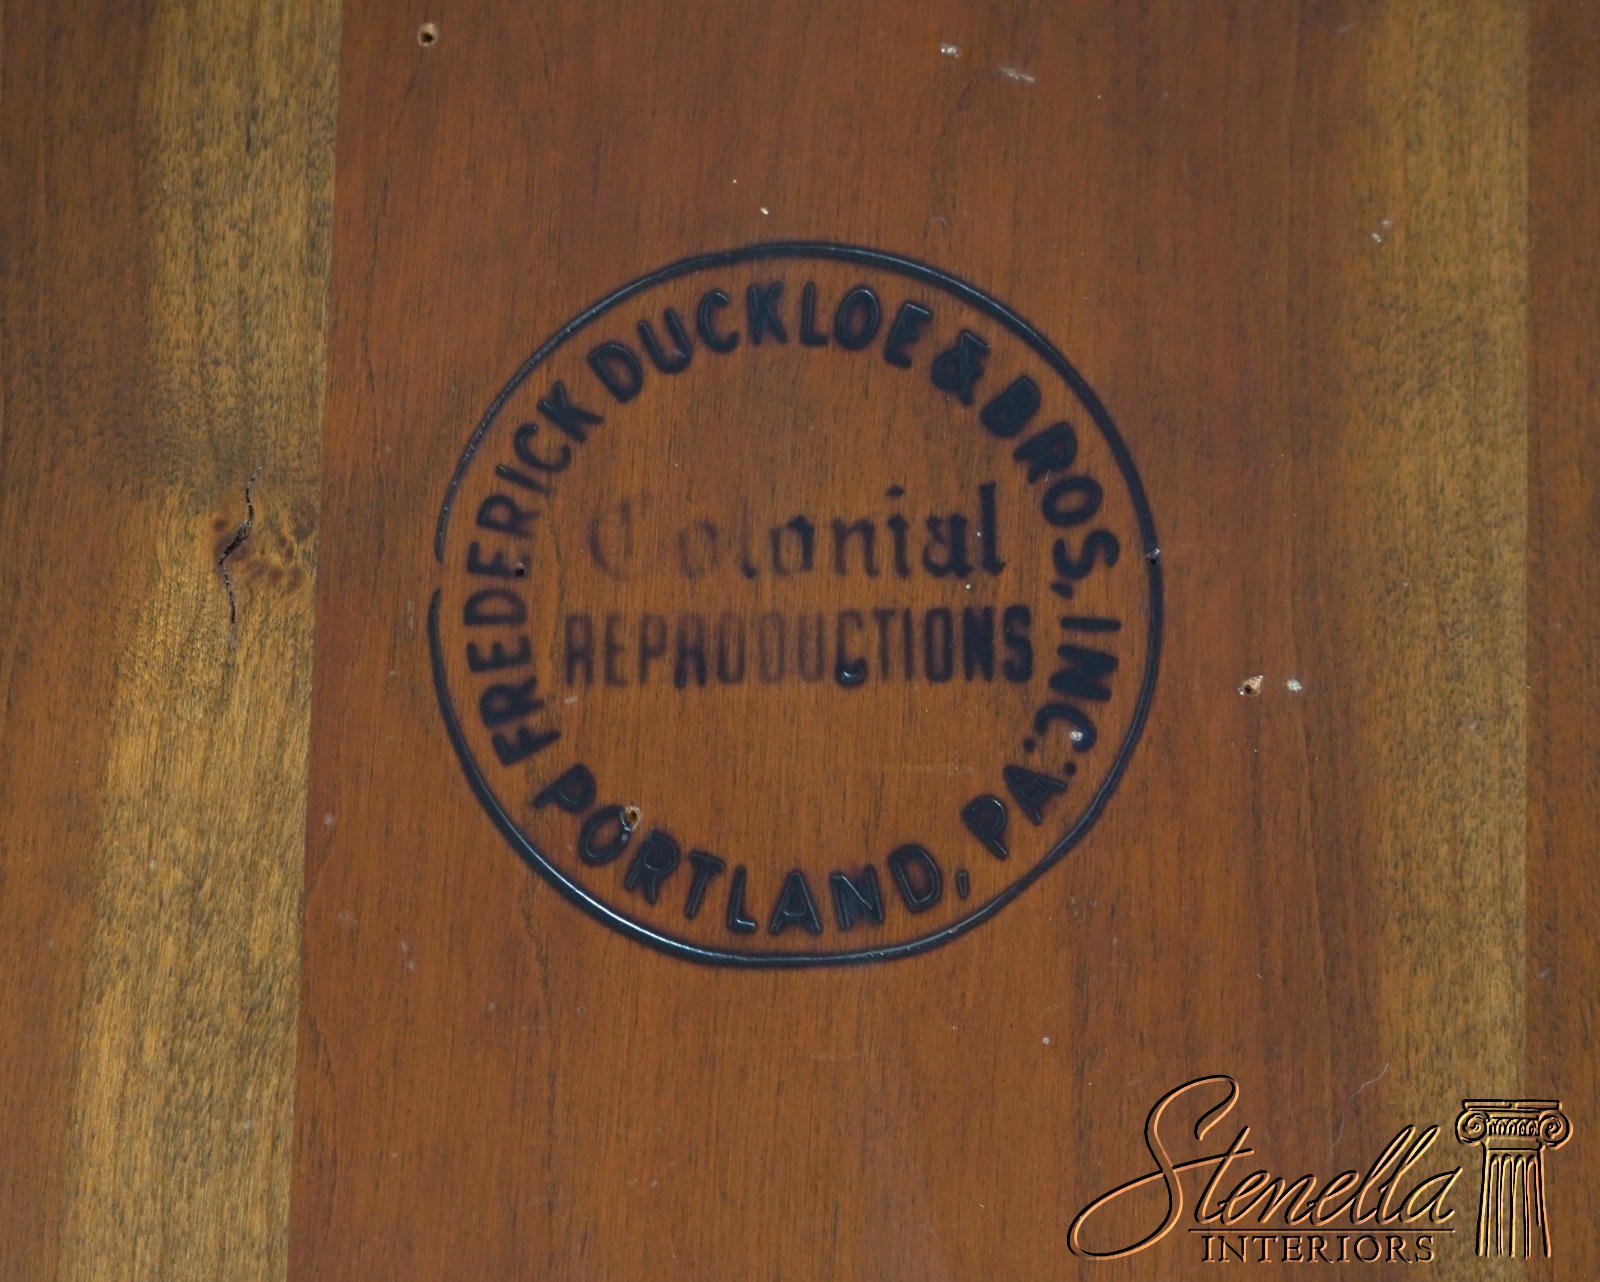 FREDERICK DUCKLOE & BROS. INC.
Colonial
REPRODUCTIONS
PORTLAND, PA.
Stenella
INTERIORS